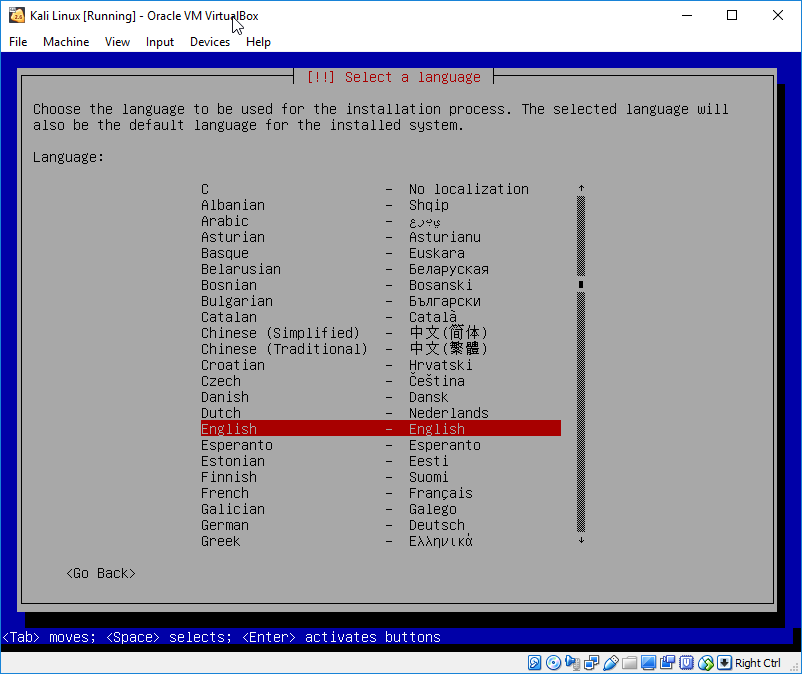 Kali Linux [Running] - Oracle VM VirtualBox
File Machine View Input Devices Help
[!!] Select a language
Choose the language to be used for the installation process. The selected language will
also be the default language for the installed system.
Language:
C - No localization
Albanian - Shqip
Arabic - عربي
Asturian - Asturianu
Basque - Euskara
Belarusian - Беларуская
Bosnian - Bosanski
Bulgarian - Български
Catalan - Català
Chinese (Simplified) - 中文(简体)
Chinese (Traditional) - 中文(繁體)
Croatian - Hrvatski
Czech - Čeština
Danish - Dansk
Dutch - Nederlands
English - English
Esperanto - Esperanto
Estonian - Eesti
Finnish - Suomi
French - Français
Galician - Galego
German - Deutsch
Greek - Ελληνικά
<Go Back>
<Tab> moves; <Space> selects; <Enter> activates buttons
Right Ctrl